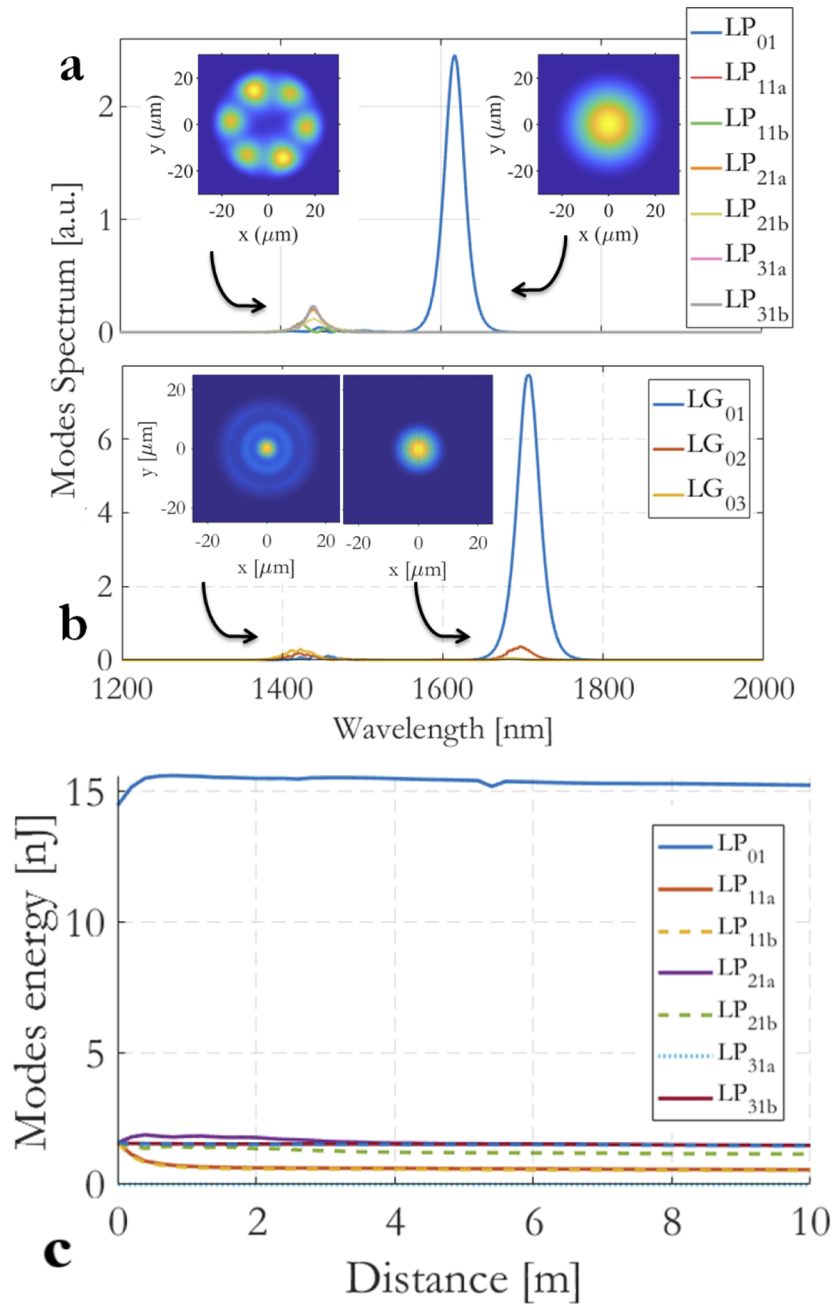 a
Modes Spectrum [a.u.]
2
1
0
20
0
-20
y (μm)
-20 0 20
x (μm)
20
0
-20
y (μm)
-20 0 20
x (μm)
LP01
LP11a
LP11b
LP21a
LP21b
LP31a
LP31b
b
6
4
2
0
20
0
-20
y [μm]
-20 0 20
x [μm]
-20 0 20
x [μm]
LG01
LG02
LG03
1200 1400 1600 1800 2000
Wavelength [nm]
15
10
5
0
Modes energy [nJ]
LP01
LP11a
LP11b
LP21a
LP21b
LP31a
LP31b
0 2 4 6 8 10
c
Distance [m]